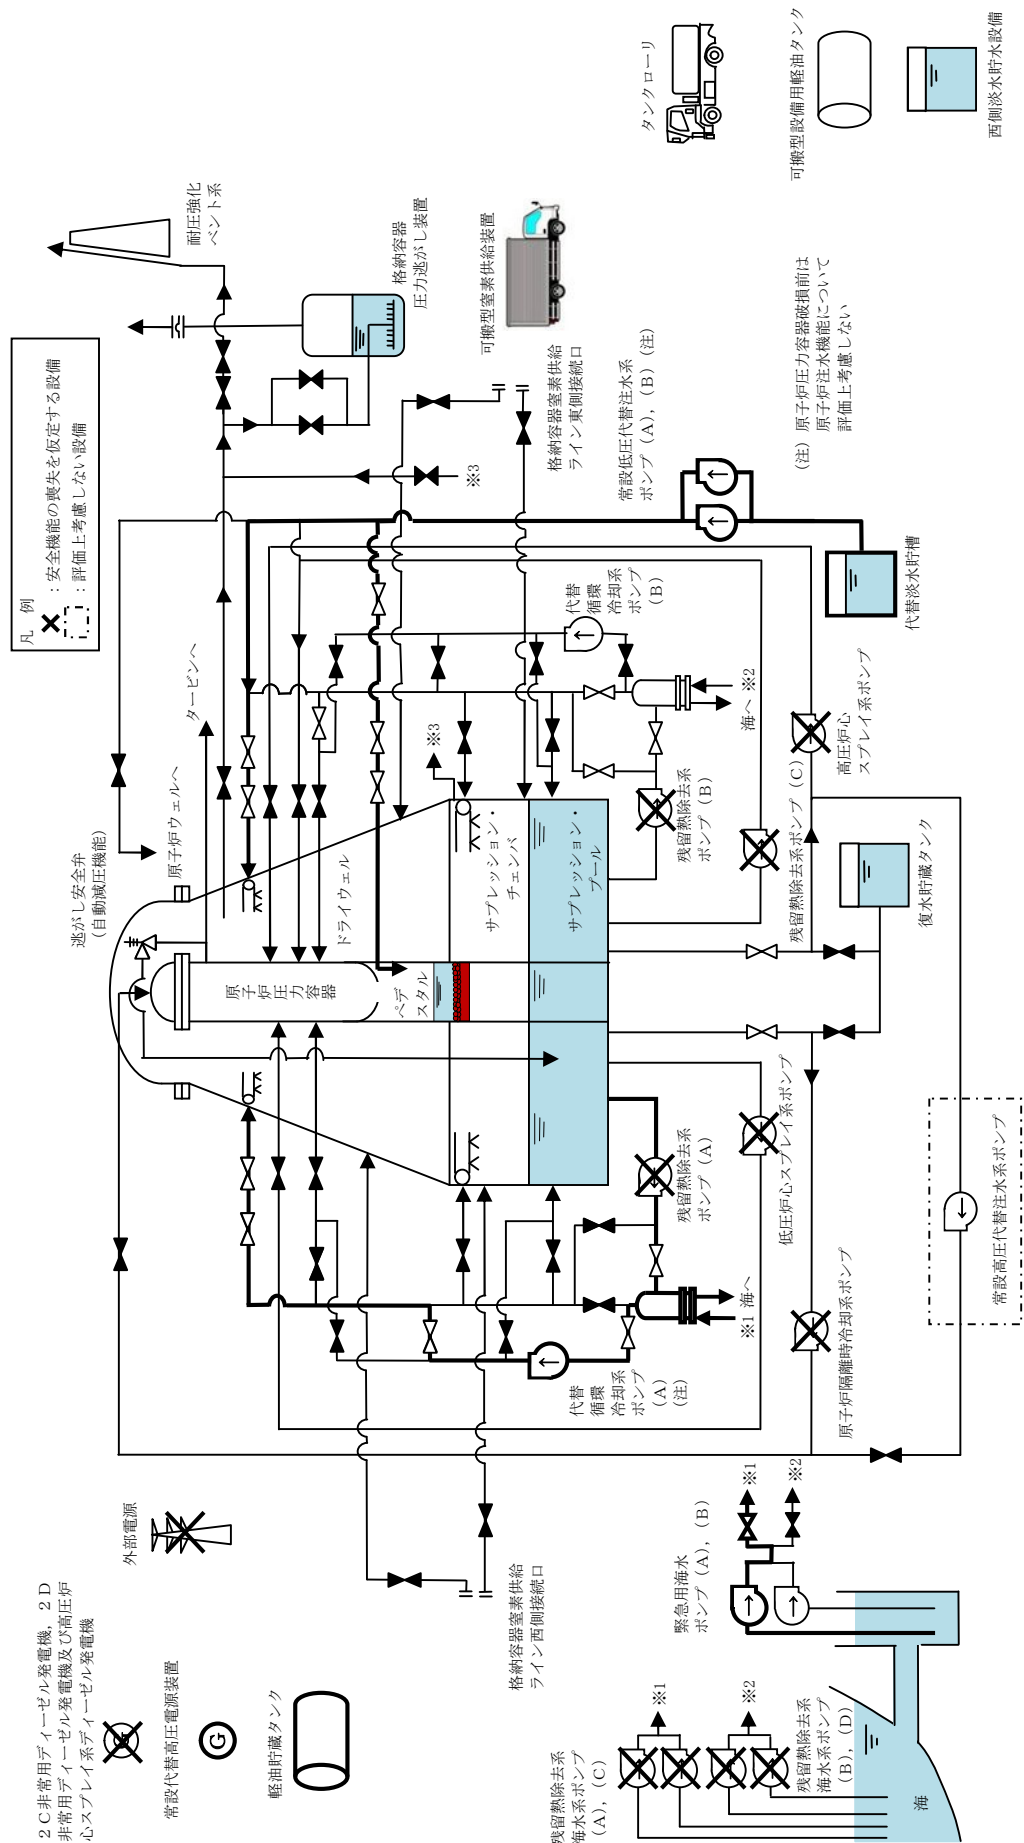 2C非常用ディーゼル発電機，2D
非常用ディーゼル発電機及び高圧炉
心スプレイ系ディーゼル発電機
G
常設代替高圧電源装置
G
軽油貯蔵タンク
外部電源
格納容器窒素供給
ライン西側接続口
残留熱除去系
海水系ポンプ
(A)，(C)
※1
※2
残留熱除去系
海水系ポンプ
(B)，(D)
海
緊急用海水
ポンプ(A)，(B)
※1
※2
逃がし安全弁
(自動減圧機能)
原子炉ウェルへ
タービンへ
原子炉圧力容器
ドライウェル
ペデ
スタル
サプレッション・
チェンバ
サプレッション・
プール
※3
代替
循環
冷却系
ポンプ
(A)
(注)
※1
海へ
残留熱除去系
ポンプ(A)
低圧炉心スプレイ系ポンプ
原子炉隔離時冷却系ポンプ
常設高圧代替注水系ポンプ
代替
循環
冷却系
ポンプ
(B)
海へ
※2
残留熱除去系
ポンプ(B)
残留熱除去系ポンプ(C)
高圧炉心
スプレイ系ポンプ
復水貯蔵タンク
代替淡水貯槽
凡　例
：安全機能の喪失を仮定する設備
：評価上考慮しない設備
耐圧強化
ベント系
格納容器
圧力逃がし装置
※3
可搬型窒素供給装置
格納容器窒素供給
ライン東側接続口
常設低圧代替注水系
ポンプ(A)，(B)(注)
(注) 原子炉圧力容器破損前は
原子炉注水機能について
評価上考慮しない
タンクローリ
可搬型設備用軽油タンク
西側淡水貯水設備